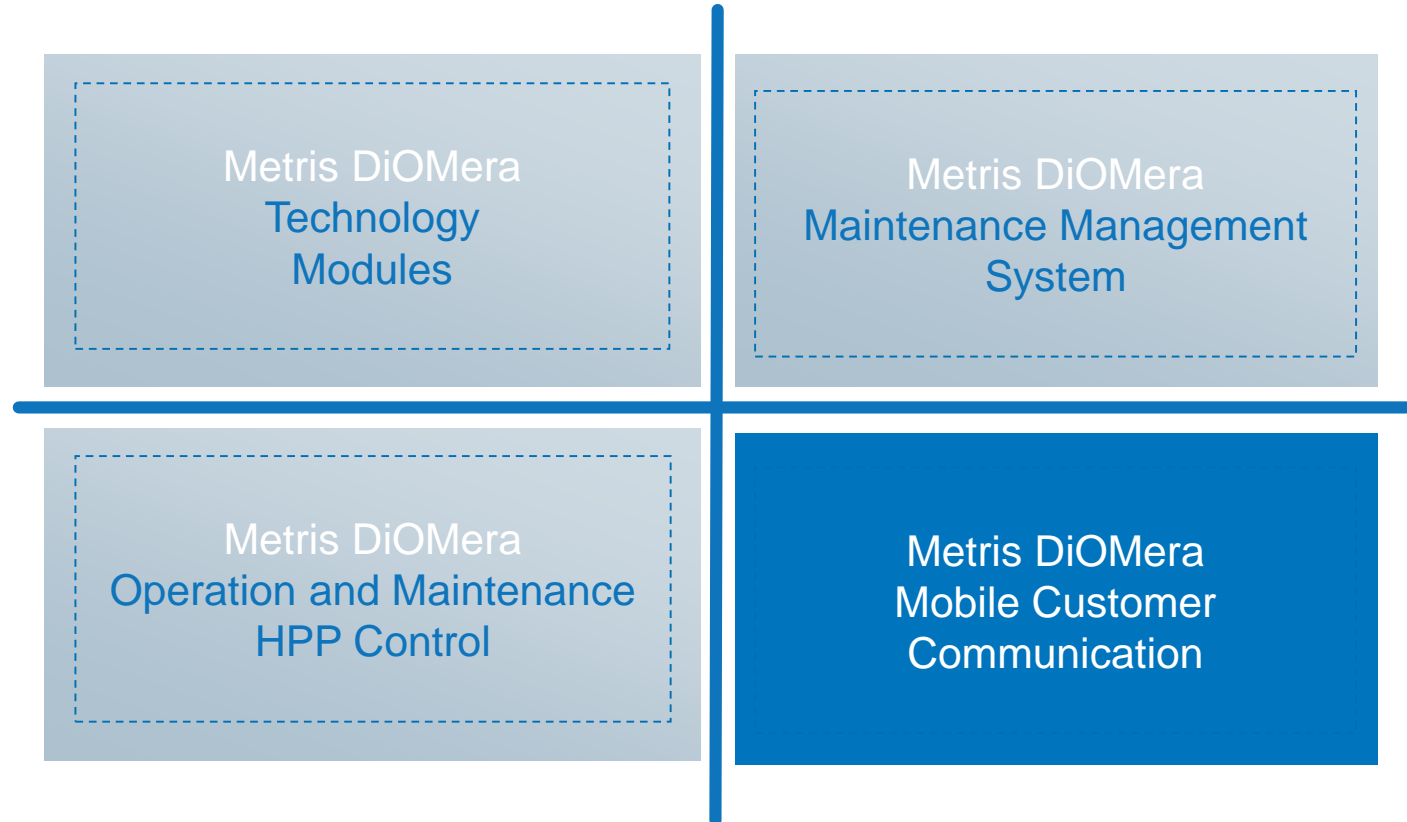 Metris DiOMera
Technology
Modules
Metris DiOMera
Maintenance Management
System
Metris DiOMera
Operation and Maintenance
HPP Control
Metris DiOMera
Mobile Customer
Communication